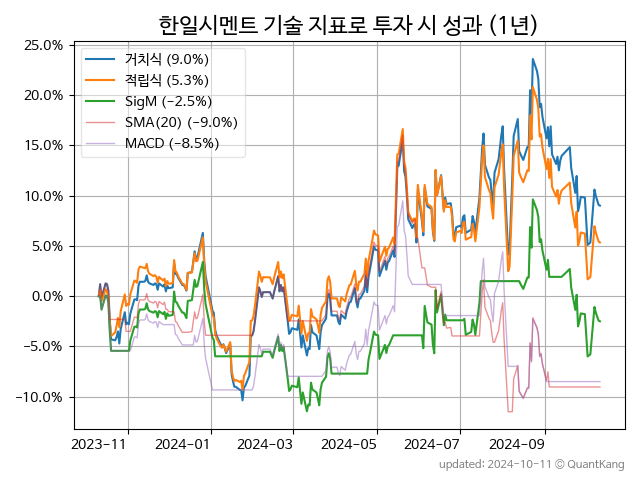 한일시멘트 기술 지표로 투자 시 성과 (1년)
25.0%
20.0%
15.0%
10.0%
5.0%
0.0%
−5.0%
−10.0%
거치식 (9.0%)
적립식 (5.3%)
SigM (−2.5%)
SMA(20) (−9.0%)
MACD (−8.5%)
2023-11 2024-01 2024-03 2024-05 2024-07 2024-09
updated: 2024-10-11 © QuantKang